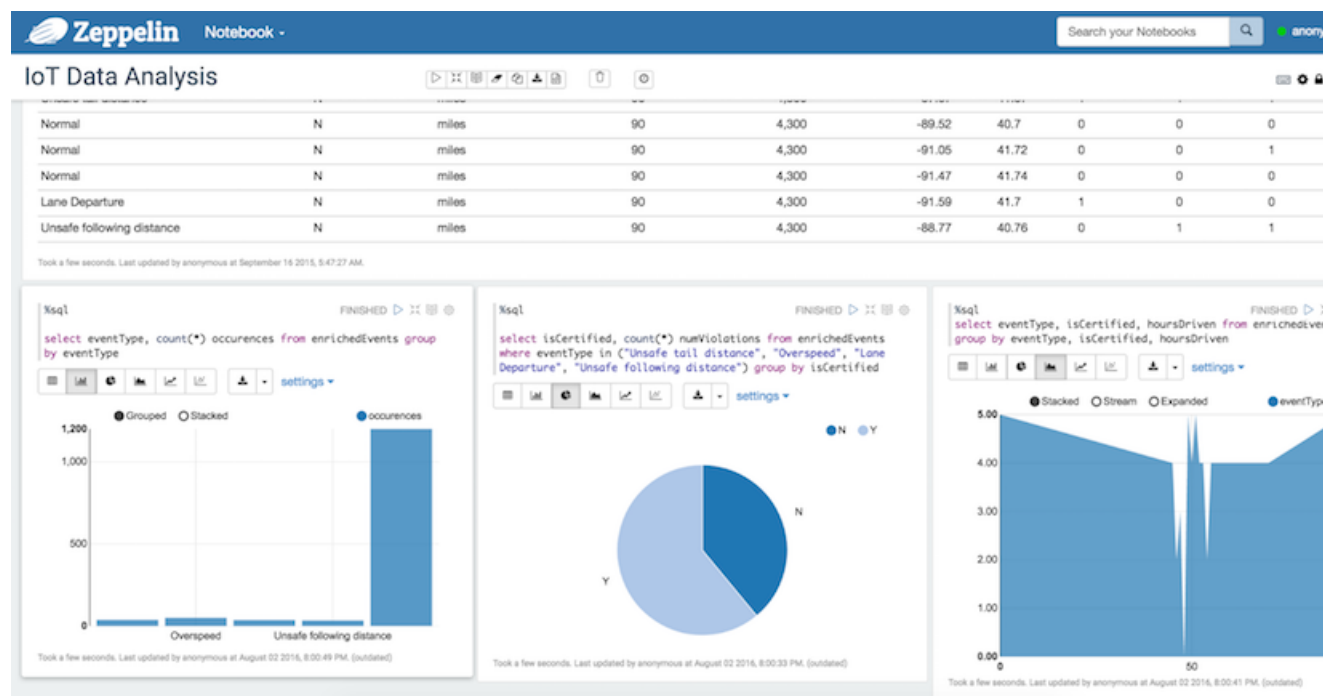 Zeppelin Notebook Search your Notebooks anony
IoT Data Analysis
Unsafe tail distance N miles 90 4,300
Normal N miles 90 4,300 -89.52 40.7 0 0 0
Normal N miles 90 4,300 -91.05 41.72 0 0 1
Normal N miles 90 4,300 -91.47 41.74 0 0 0
Lane Departure N miles 90 4,300 -91.59 41.7 1 0 0
Unsafe following distance N miles 90 4,300 -88.77 40.76 0 1 1
Took a few seconds. Last updated by anonymous at September 16 2015, 5:47:27 AM.
%sql FINISHED
select eventType, count(*) occurences from enrichedEvents group
by eventType
settings
Grouped Stacked occurences
1,200
1,000
500
0
Overspeed Unsafe following distance
Took a few seconds. Last updated by anonymous at August 02 2016, 8:00:49 PM. (outdated)
%sql FINISHED
select isCertified, count(*) numViolations from enrichedEvents
where eventType in ("Unsafe tail distance", "Overspeed", "Lane
Departure", "Unsafe following distance") group by isCertified
settings
N Y
N
Y
Took a few seconds. Last updated by anonymous at August 02 2016, 8:00:33 PM. (outdated)
%sql FINISHED
select eventType, isCertified, hoursDriven from enrichedEven
group by eventType, isCertified, hoursDriven
settings
Stacked Stream Expanded eventType
5.00
4.00
3.00
2.00
1.00
0.00
0 50
Took a few seconds. Last updated by anonymous at August 02 2016, 8:00:41 PM. (outdated)